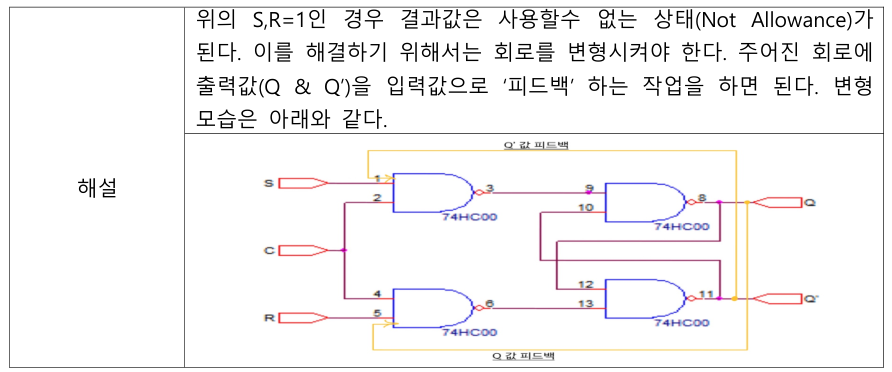 위의 S,R=1인 경우 결과값은 사용할수 없는 상태(Not Allowance)가
된다. 이를 해결하기 위해서는 회로를 변형시켜야 한다. 주어진 회로에
출력값(Q & Q’)을 입력값으로 ‘피드백’ 하는 작업을 하면 된다. 변형
모습은 아래와 같다.
해설
Q' 값 피드백
S
1
2
3
74HC00
9
10
8
74HC00
Q
C
4
5
6
74HC00
12
13
11
74HC00
Q'
R
Q 값 피드백